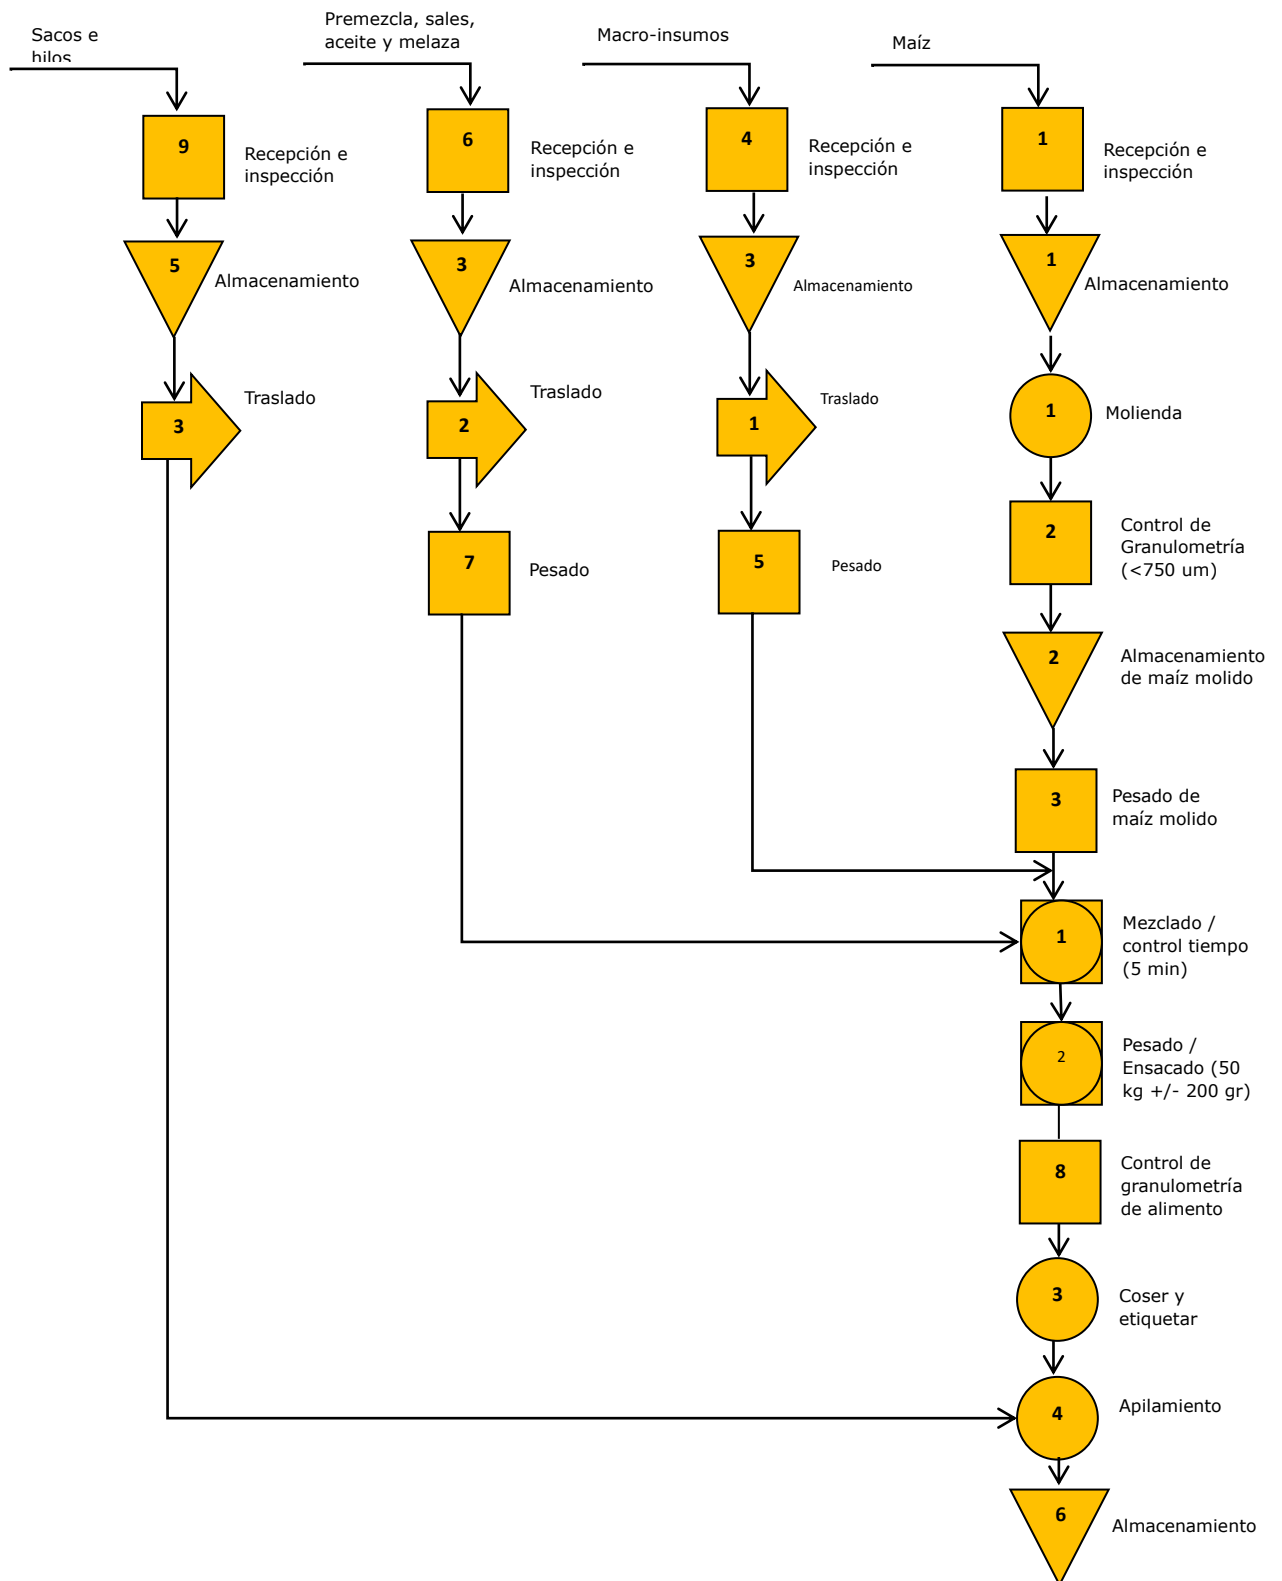 Sacos e
hilos
Premezcla, sales,
aceite y melaza
Macro-insumos
Maíz
9
Recepción e
inspección
6
Recepción e
inspección
4
Recepción e
inspección
1
Recepción e
inspección
5
Almacenamiento
3
Almacenamiento
3
Almacenamiento
1
Almacenamiento
3
Traslado
2
Traslado
1
Traslado
1
Molienda
7
Pesado
5
Pesado
2
Control de
Granulometría
(<750 um)
2
Almacenamiento
de maíz molido
3
Pesado de
maíz molido
1
Mezclado /
control tiempo
(5 min)
2
Pesado /
Ensacado (50
kg +/- 200 gr)
8
Control de
granulometría
de alimento
3
Coser y
etiquetar
4
Apilamiento
6
Almacenamiento